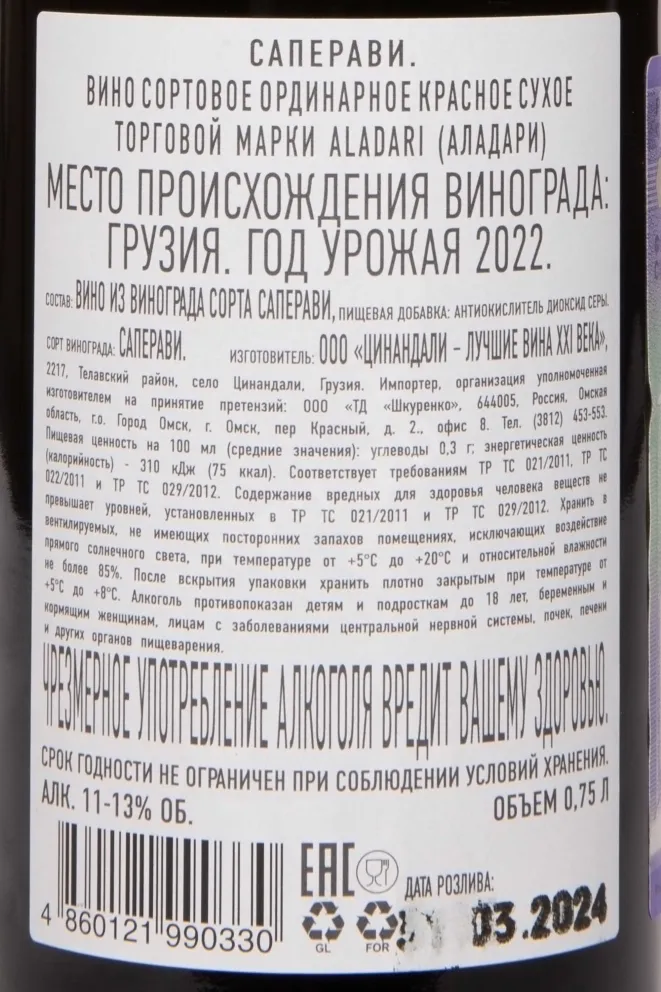 САПЕРАВИ.
ВИНО СОРТОВОЕ ОРДИНАРНОЕ КРАСНОЕ СУХОЕ
ТОРГОВОЙ МАРКИ ALADARI (АЛАДАРИ)
МЕСТО ПРОИСХОЖДЕНИЯ ВИНОГРАДА:
ГРУЗИЯ. ГОД УРОЖАЯ 2022.
СОСТАВ: ВИНО ИЗ ВИНОГРАДА СОРТА САПЕРАВИ, ПИЩЕВАЯ ДОБАВКА: АНТИОКИСЛИТЕЛЬ ДИОКСИД СЕРЫ.
СОРТ ВИНОГРАДА: САПЕРАВИ. ИЗГОТОВИТЕЛЬ: ООО «ЦИНАНДАЛИ – ЛУЧШИЕ ВИНА XXI ВЕКА»,
2217, Телавский район, село Цинандали, Грузия. Импортер, организация уполномоченная
изготовителем на принятие претензий: ООО «ТД «Шкуренко», 644005, Россия, Омская
область, г.о. Город Омск, г. Омск, пер Красный, д. 2., офис 8. Тел. (3812) 453-553.
Пищевая ценность на 100 мл (средние значения): углеводы 0,3 г; энергетическая ценность
(калорийность) - 310 кДж (75 ккал). Соответствует требованиям ТР ТС 021/2011, ТР ТС
022/2011 и ТР ТС 029/2012. Содержание вредных для здоровья человека веществ не
превышает уровней, установленных в ТР ТС 021/2011 и ТР ТС 029/2012. Хранить в
вентилируемых, не имеющих посторонних запахов помещениях, исключающих воздействие
прямого солнечного света, при температуре от +5°С до +20°С и относительной влажности
не более 85%. После вскрытия упаковки хранить плотно закрытым при температуре от
+5°С до +8°С. Алкоголь противопоказан детям и подросткам до 18 лет, беременным и
кормящим женщинам, лицам с заболеваниями центральной нервной системы, почек, печени
и других органов пищеварения.
ЧРЕЗМЕРНОЕ УПОТРЕБЛЕНИЕ АЛКОГОЛЯ ВРЕДИТ ВАШЕМУ ЗДОРОВЬЮ.
СРОК ГОДНОСТИ НЕ ОГРАНИЧЕН ПРИ СОБЛЮДЕНИИ УСЛОВИЙ ХРАНЕНИЯ.
АЛК. 11-13% ОБ. ОБЪЕМ 0,75 Л
EAC ДАТА РОЗЛИВА:
03.2024
GL FOR
4 860121 990330